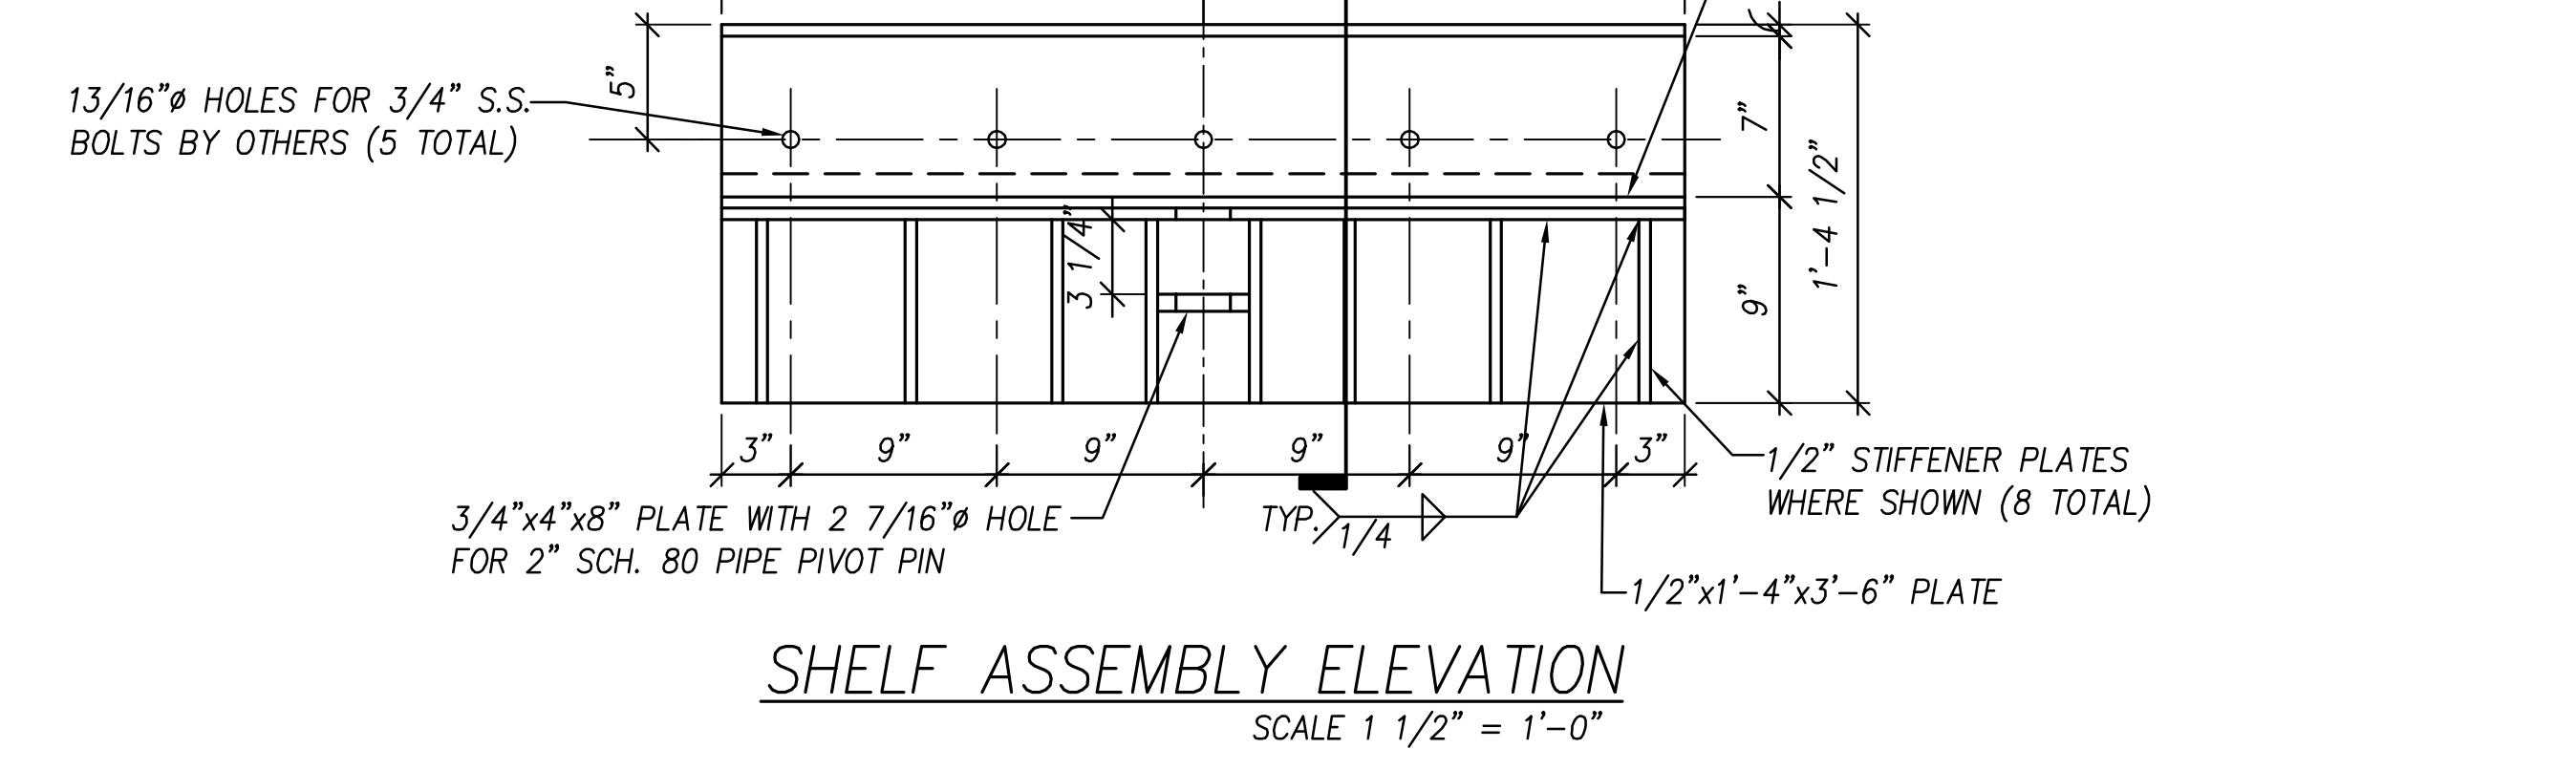 5"
13/16"ø HOLES FOR 3/4" S.S.
BOLTS BY OTHERS (5 TOTAL)
7"
1'-4 1/2"
3 1/4"
9"
3" 9" 9" 9" 9" 3"
1/2" STIFFENER PLATES
WHERE SHOWN (8 TOTAL)
3/4"x4"x8" PLATE WITH 2 7/16"ø HOLE
FOR 2" SCH. 80 PIPE PIVOT PIN
TYP. 1/4
1/2"x1'-4"x3'-6" PLATE
SHELF ASSEMBLY ELEVATION
SCALE 1 1/2" = 1'-0"